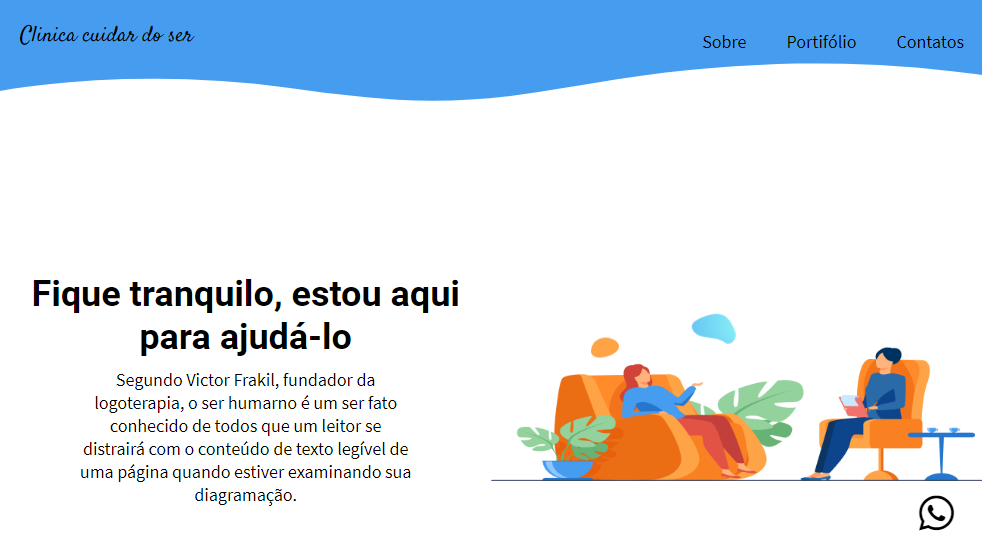 Clinica cuidar do ser
Sobre
Portifólio
Contatos
Fique tranquilo, estou aqui
para ajudá-lo
Segundo Victor Frakil, fundador da
logoterapia, o ser humarno é um ser fato
conhecido de todos que um leitor se
distrairá com o conteúdo de texto legível de
uma página quando estiver examinando sua
diagramação.